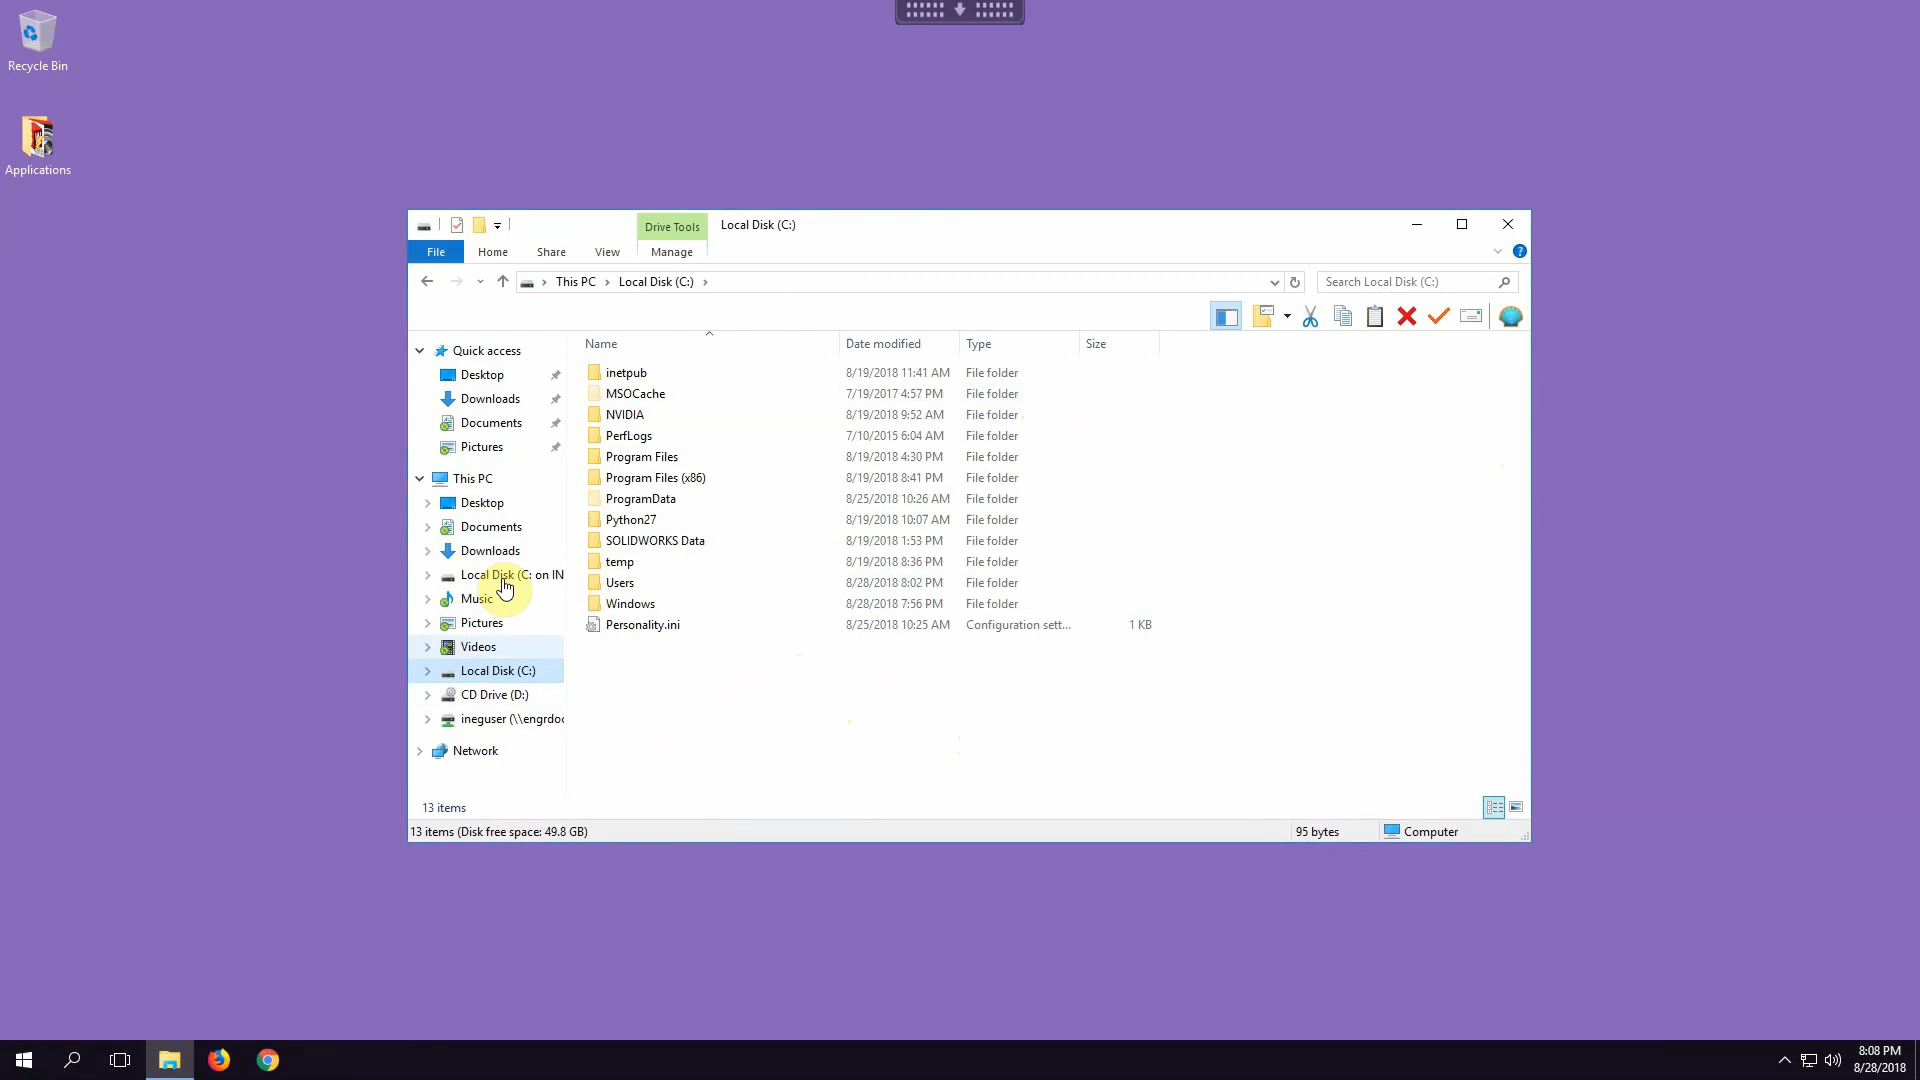 Recycle Bin
Applications
Drive Tools
Local Disk (C:)
File
Home
Share
View
Manage
This PC
Local Disk (C:)
Search Local Disk (C:)
Name
Date modified
Type
Size
Quick access
Desktop
Downloads
Documents
Pictures
This PC
Desktop
Documents
Downloads
Local Disk (C: on IN
Music
Pictures
Videos
Local Disk (C:)
CD Drive (D:)
ineguser (\\engrdoc
Network
inetpub 8/19/2018 11:41 AM File folder
MSOCache 7/19/2017 4:57 PM File folder
NVIDIA 8/19/2018 9:52 AM File folder
PerfLogs 7/10/2015 6:04 AM File folder
Program Files 8/19/2018 4:30 PM File folder
Program Files (x86) 8/19/2018 8:41 PM File folder
ProgramData 8/25/2018 10:26 AM File folder
Python27 8/19/2018 10:07 AM File folder
SOLIDWORKS Data 8/19/2018 1:53 PM File folder
temp 8/19/2018 8:36 PM File folder
Users 8/28/2018 8:02 PM File folder
Windows 8/28/2018 7:56 PM File folder
Personality.ini 8/25/2018 10:25 AM Configuration sett... 1 KB
13 items
13 items (Disk free space: 49.8 GB)
95 bytes
Computer
8:08 PM
8/28/2018